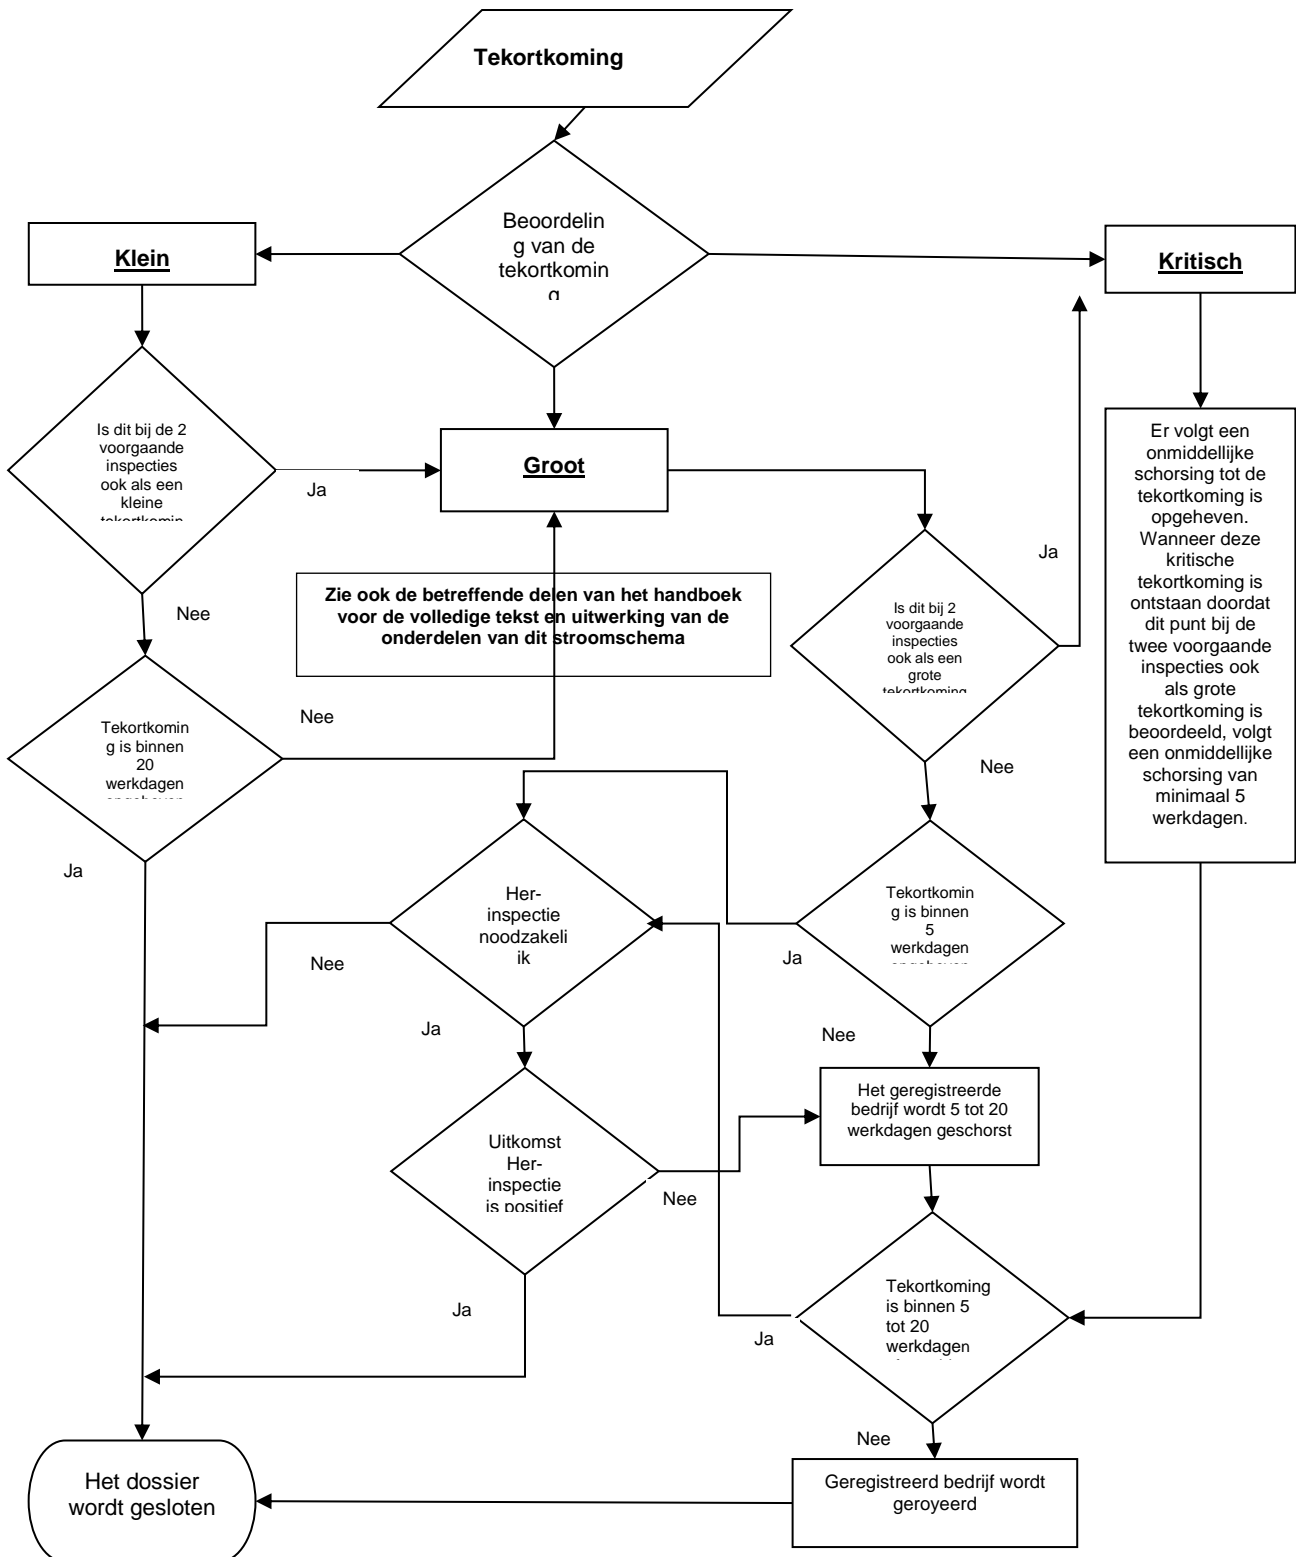 Tekortkoming
Beoordelin
g van de
tekortkomin
g
Klein
Kritisch
Is dit bij de 2
voorgaande
inspecties
ook als een
kleine
Ja
Groot
Er volgt een
onmiddellijke
schorsing tot de
tekortkoming is
opgeheven.
Wanneer deze
kritische
tekortkoming is
ontstaan doordat
dit punt bij de
twee voorgaande
inspecties ook
als grote
tekortkoming is
beoordeeld, volgt
een onmiddellijke
schorsing van
minimaal 5
werkdagen.
Ja
Nee
Zie ook de betreffende delen van het handboek
voor de volledige tekst en uitwerking van de
onderdelen van dit stroomschema
Is dit bij 2
voorgaande
inspecties
ook als een
grote
tekortkoming
Tekortkomin
g is binnen
20
werkdagen
Nee
Nee
Ja
Her-
inspectie
noodzakeli
jk
Tekortkomin
g is binnen
5
werkdagen
Ja
Nee
Ja
Nee
Het geregistreerde
bedrijf wordt 5 tot 20
werkdagen geschorst
Uitkomst
Her-
inspectie
is positief
Nee
Tekortkoming
is binnen 5
tot 20
werkdagen
Ja
Ja
Nee
Het dossier
wordt gesloten
Geregistreerd bedrijf wordt
geroyeerd